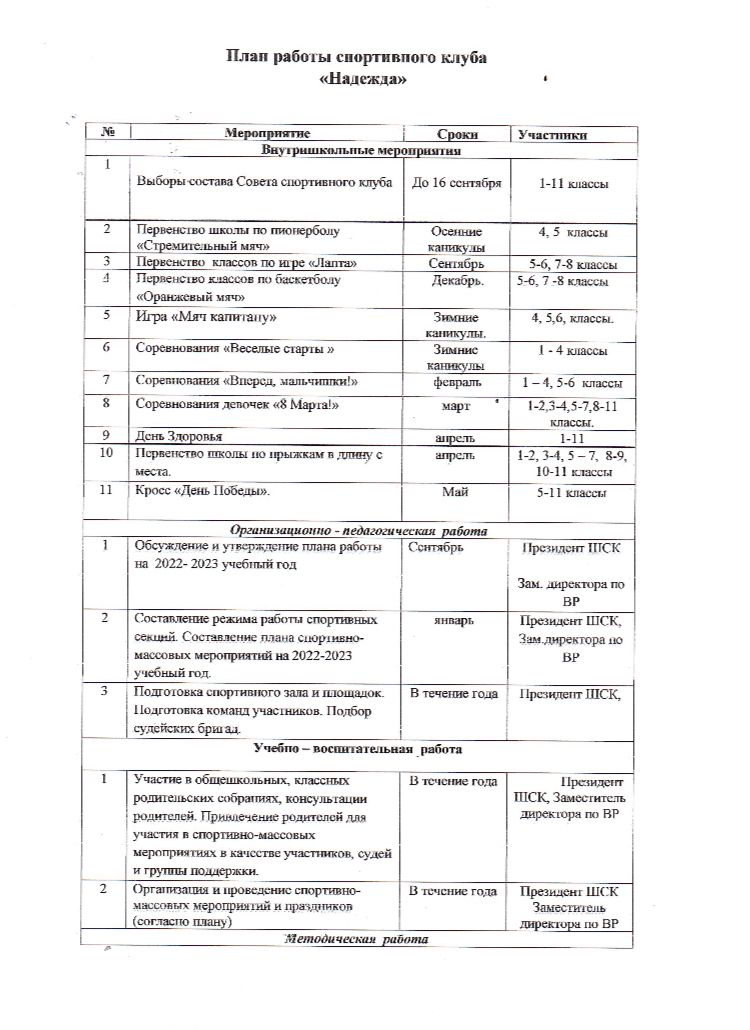 План работы спортивного клуба
«Надежда»
№ Мероприятие Сроки Участники
Внутришкольные мероприятия
1
Выборы состава Совета спортивного клуба До 16 сентября 1-11 классы
2 Первенство школы по пионерболу Осенние 4, 5 классы
«Стремительный мяч» каникулы
3 Первенство классов по игре «Лапта» Сентябрь 5-6, 7-8 классы
4 Первенство классов по баскетболу Декабрь. 5-6, 7 -8 классы
«Оранжевый мяч»
5 Игра «Мяч капитану» Зимние 4, 5,6, классы.
каникулы.
6 Соревнования «Веселые старты » Зимние 1 - 4 классы
каникулы
7 Соревнования «Вперед, мальчишки!» февраль 1 – 4, 5-6 классы
8 Соревнования девочек «8 Марта!» март 1-2,3-4,5-7,8-11
классы.
9 День Здоровья апрель 1-11
10 Первенство школы по прыжкам в длину с апрель 1-2, 3-4, 5 – 7, 8-9,
места. 10-11 классы
11 Кросс «День Победы». Май 5-11 классы
Организационно - педагогическая работа
1 Обсуждение и утверждение плана работы Сентябрь Президент ШСК
на 2022- 2023 учебный год
Зам. директора по
ВР
2 Составление режима работы спортивных январь Президент ШСК,
секций. Составление плана спортивно- Зам.директора по
массовых мероприятий на 2022-2023 ВР
учебный год.
3 Подготовка спортивного зала и площадок. В течение года Президент ШСК,
Подготовка команд участников. Подбор
судейских бригад.
Учебно – воспитательная работа
1 Участие в общешкольных, классных В течение года Президент
родительских собраниях, консультации ШСК, Заместитель
родителей. Привлечение родителей для директора по ВР
участия в спортивно-массовых
мероприятиях в качестве участников, судей
и группы поддержки.
2 Организация и проведение спортивно- В течение года Президент ШСК
массовых мероприятий и праздников Заместитель
(согласно плану) директора по ВР
Методическая работа